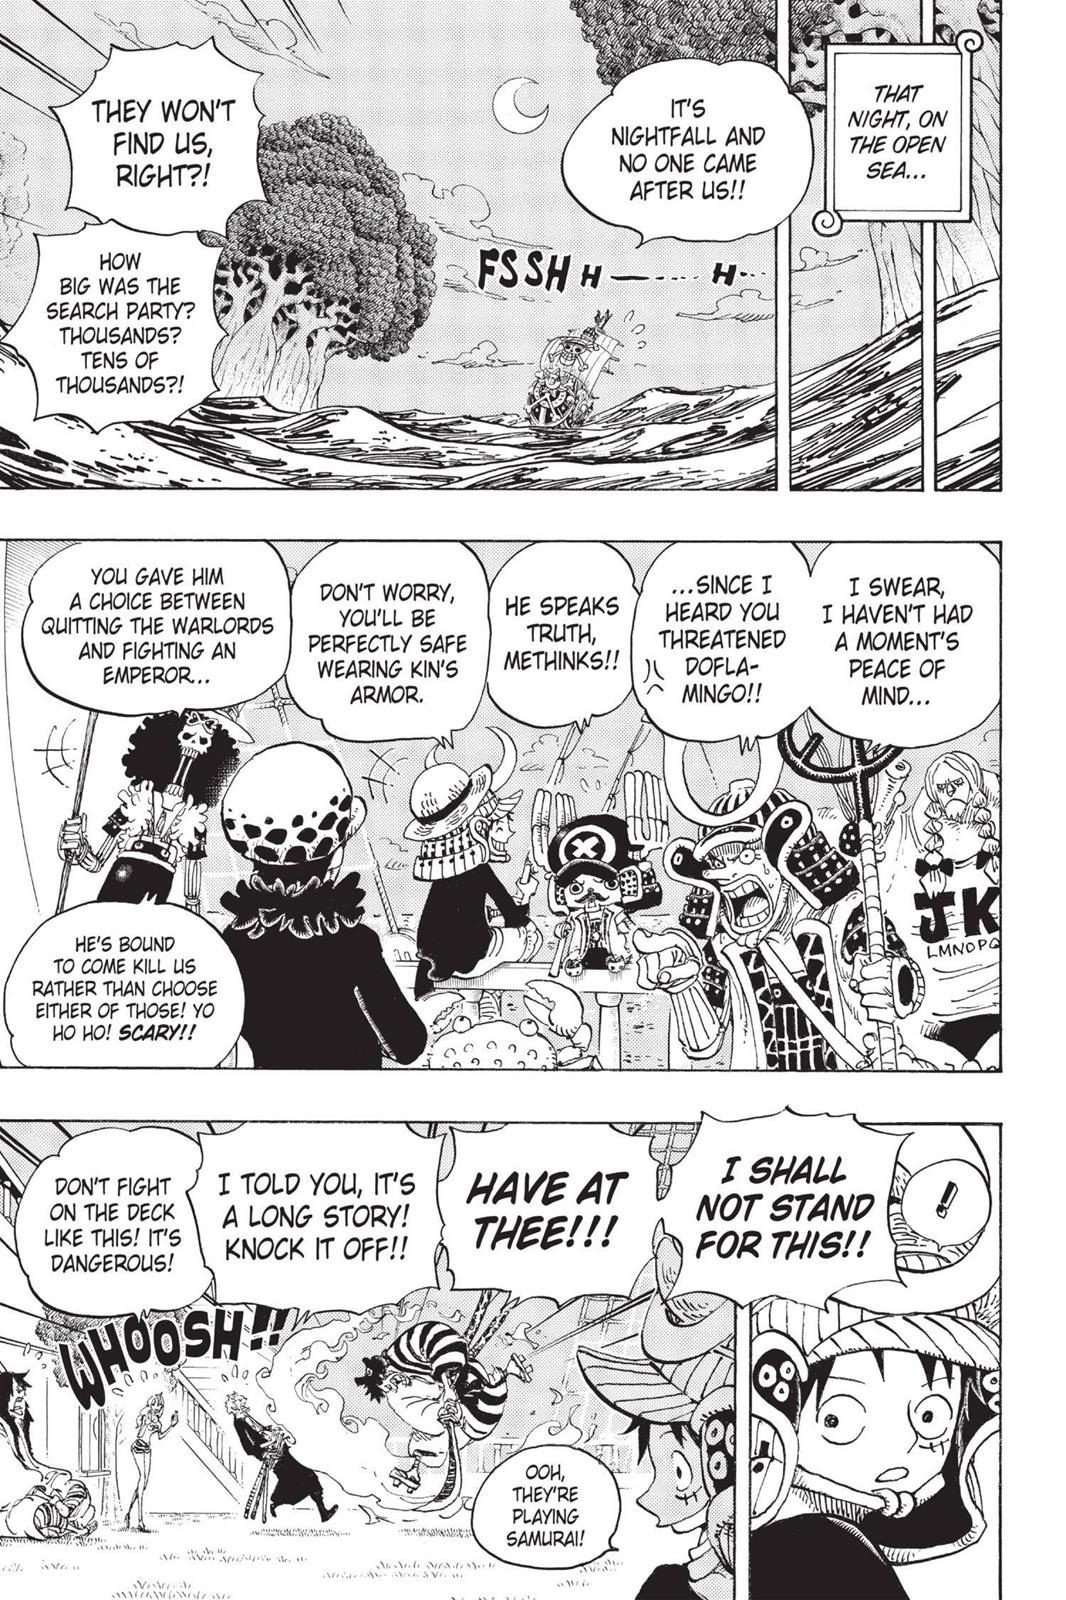 THAT
NIGHT, ON
THE OPEN
SEA...
IT'S
NIGHTFALL AND
NO ONE CAME
AFTER US!!
FSSHH H
THEY WON'T
FIND US,
RIGHT?!
HOW
BIG WAS THE
SEARCH PARTY?
THOUSANDS?
TENS OF
THOUSANDS?!
I SWEAR,
I HAVEN'T HAD
A MOMENT'S
PEACE OF
MIND...
...SINCE I
HEARD YOU
THREATENED
DOFLA-
MINGO!!
HE SPEAKS
TRUTH,
METHINKS!!
DON'T WORRY,
YOU'LL BE
PERFECTLY SAFE
WEARING KIN'S
ARMOR.
YOU GAVE HIM
A CHOICE BETWEEN
QUITTING THE WARLORDS
AND FIGHTING AN
EMPEROR...
HE'S BOUND
TO COME KILL US
RATHER THAN CHOOSE
EITHER OF THOSE! YO
HO HO! SCARY!!
JK
LMNOPQ
!!
I SHALL
NOT STAND
FOR THIS!!
HAVE AT
THEE!!!
I TOLD YOU, IT'S
A LONG STORY!
KNOCK IT OFF!!
DON'T FIGHT
ON THE DECK
LIKE THIS! IT'S
DANGEROUS!
WHOOSH!!
OOH,
THEY'RE
PLAYING
SAMURAI!